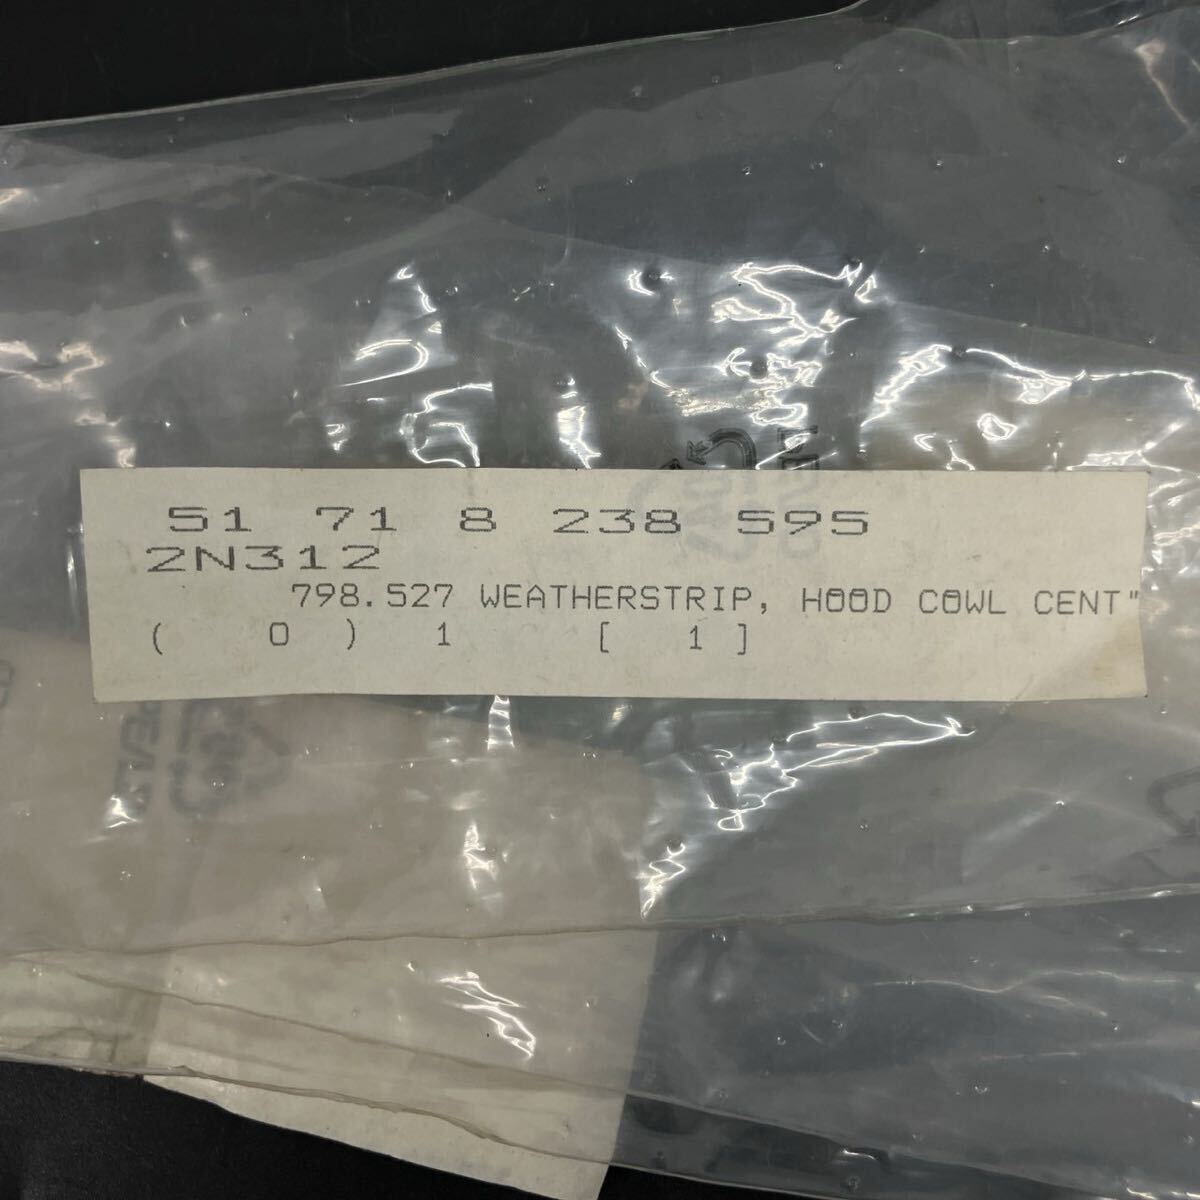 51 71 8 238 595
2N312
798.527 WEATHERSTRIP, HOOD COWL CENT"
( 0 ) 1 [ 1 ]